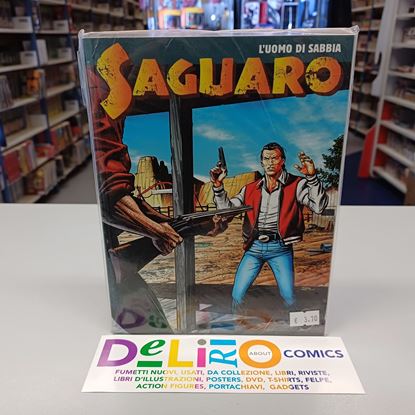 L'UOMO DI SABBIA
SAGUARO
€ 3,70
DeLiRiO ABOUT COMICS
FUMETTI NUOVI, USATI, DA COLLEZIONE, LIBRI, RIVISTE,
LIBRI D'ILLUSTRAZIONI, POSTERS, DVD, T-SHIRTS, FELPE,
ACTION FIGURES, PORTACHIAVI, GADGETS